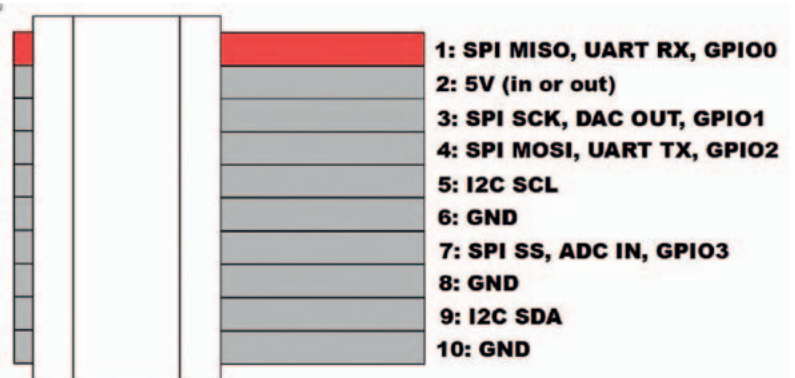 1: SPI MISO, UART RX, GPIO0
2: 5V (in or out)
3: SPI SCK, DAC OUT, GPIO1
4: SPI MOSI, UART TX, GPIO2
5: I2C SCL
6: GND
7: SPI SS, ADC IN, GPIO3
8: GND
9: I2C SDA
10: GND